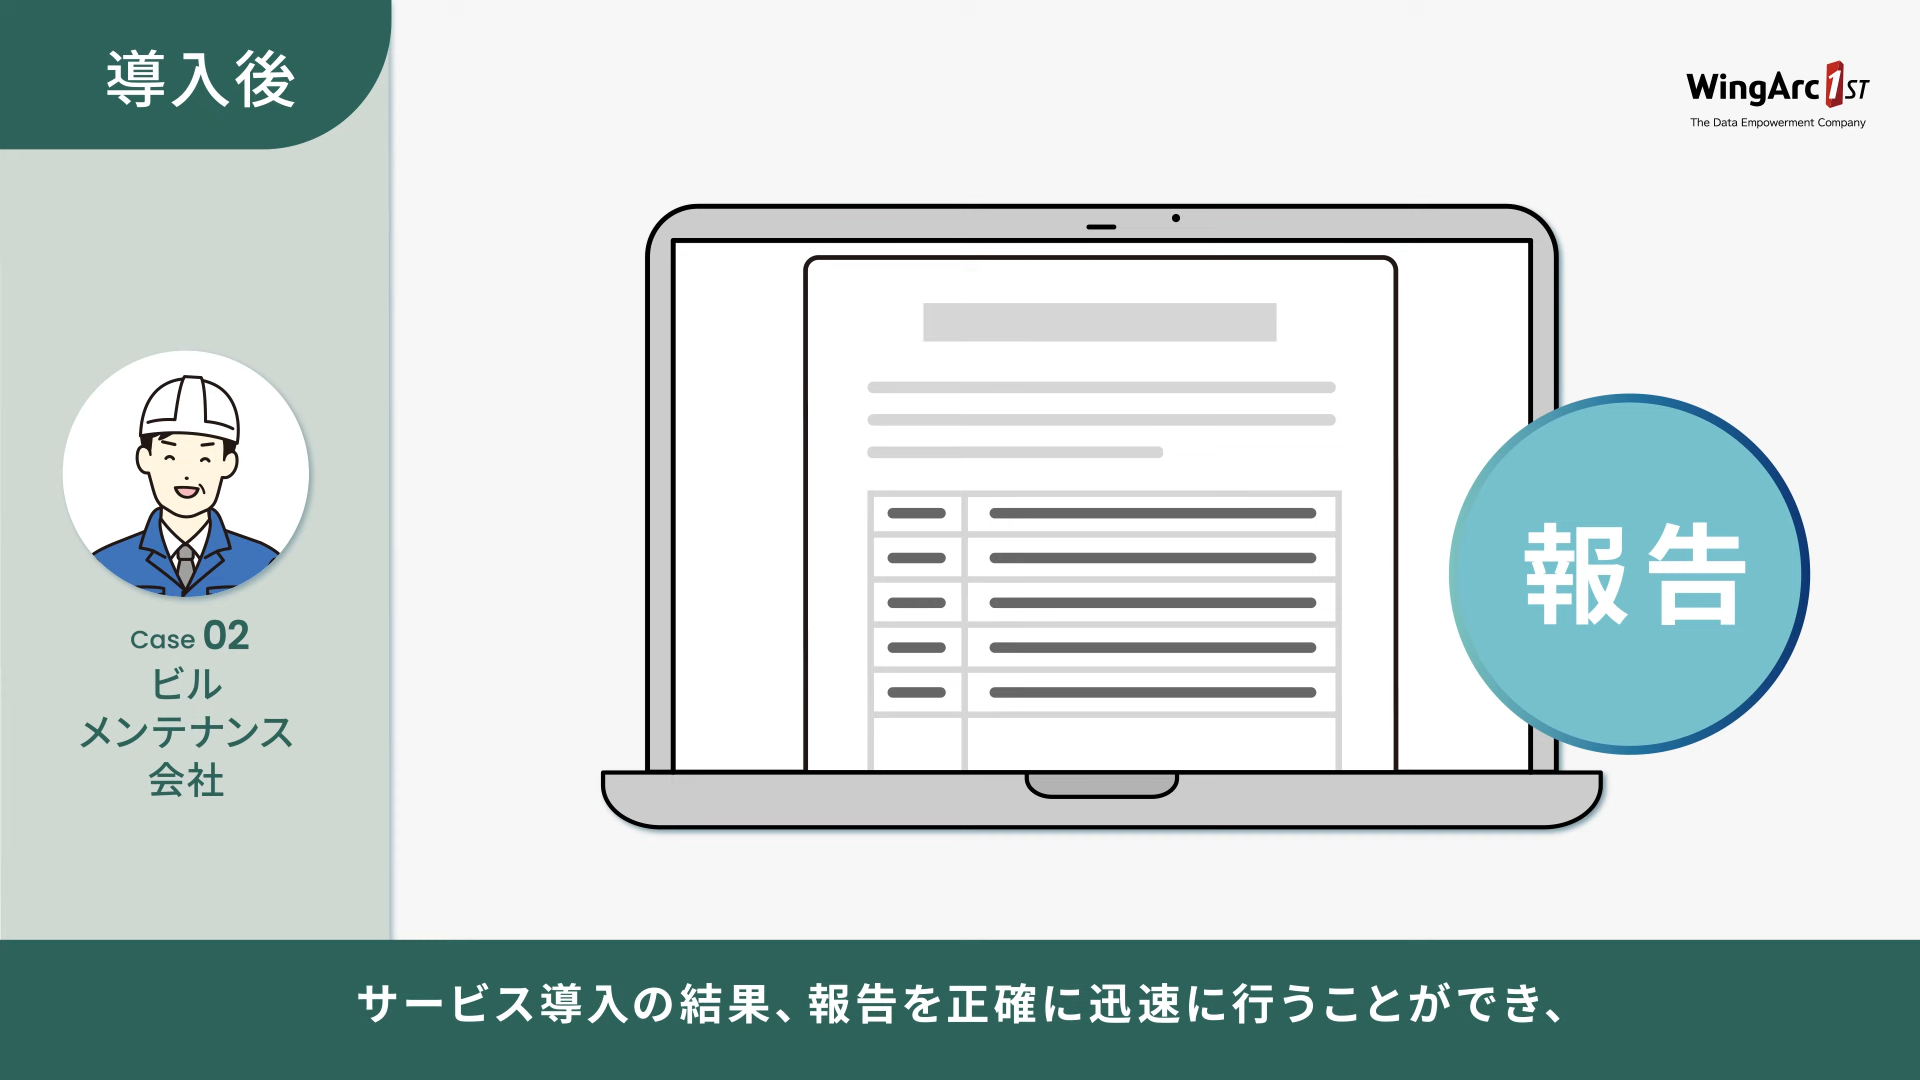 導入後
WingArc 1ST
The Data Empowerment Company
報告
Case 02
ビル
メンテナンス
会社
サービス導入の結果、報告を正確に迅速に行うことができ、